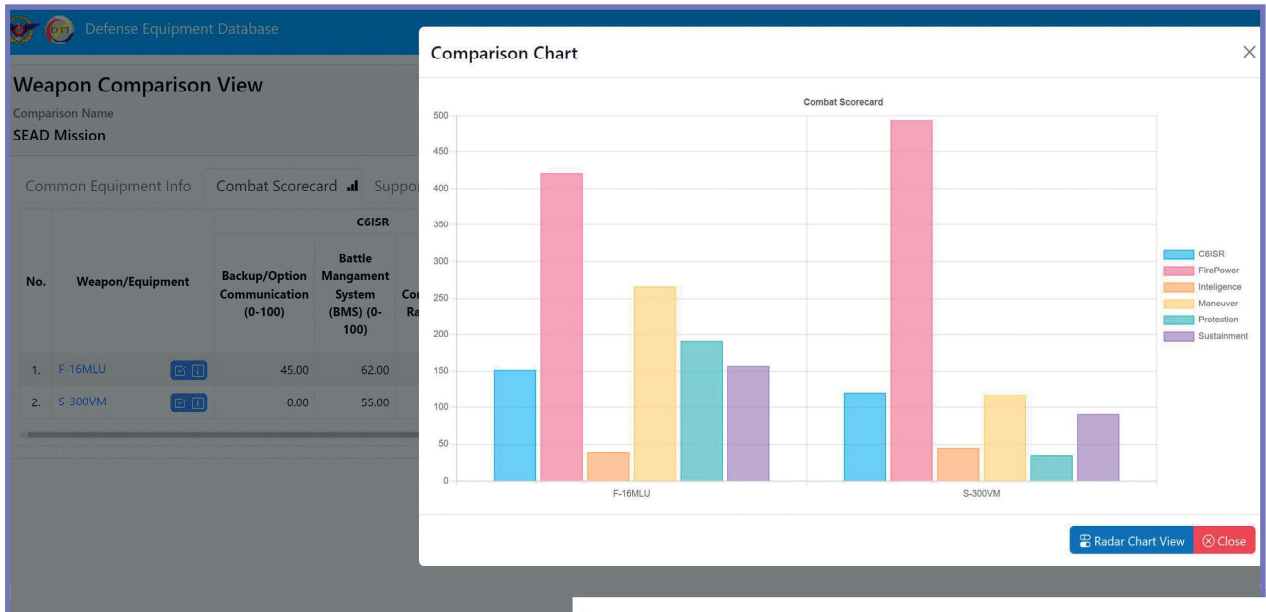 DTI Defense Equipment Database
Weapon Comparison View
Comparison Name
SEAD Mission
Common Equipment Info
Combat Scorecard
No.
Weapon/Equipment
C6ISR
Backup/Option
Communication
(0-100)
Battle
Mangament
System
(BMS) (0-
100)
1. F-16MLU 45.00 62.00
2. S-300VM 0.00 55.00
Comparison Chart
Combat Scorecard
500
450
400
350
300
250
200
150
100
50
0
F-16MLU
S-300VM
C6ISR
FirePower
Inteligence
Maneuver
Protection
Sustainment
Radar Chart View
Close